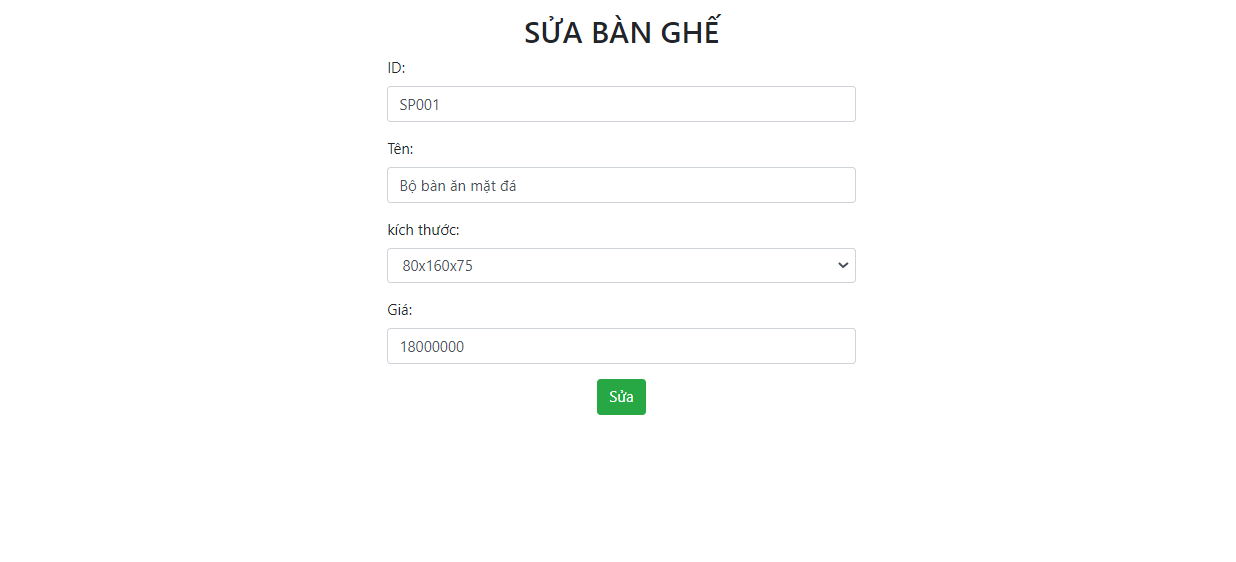 SỬA BÀN GHẾ
ID:
SP001
Tên:
Bộ bàn ăn mặt đá
kích thước:
80x160x75
Giá:
18000000
Sửa